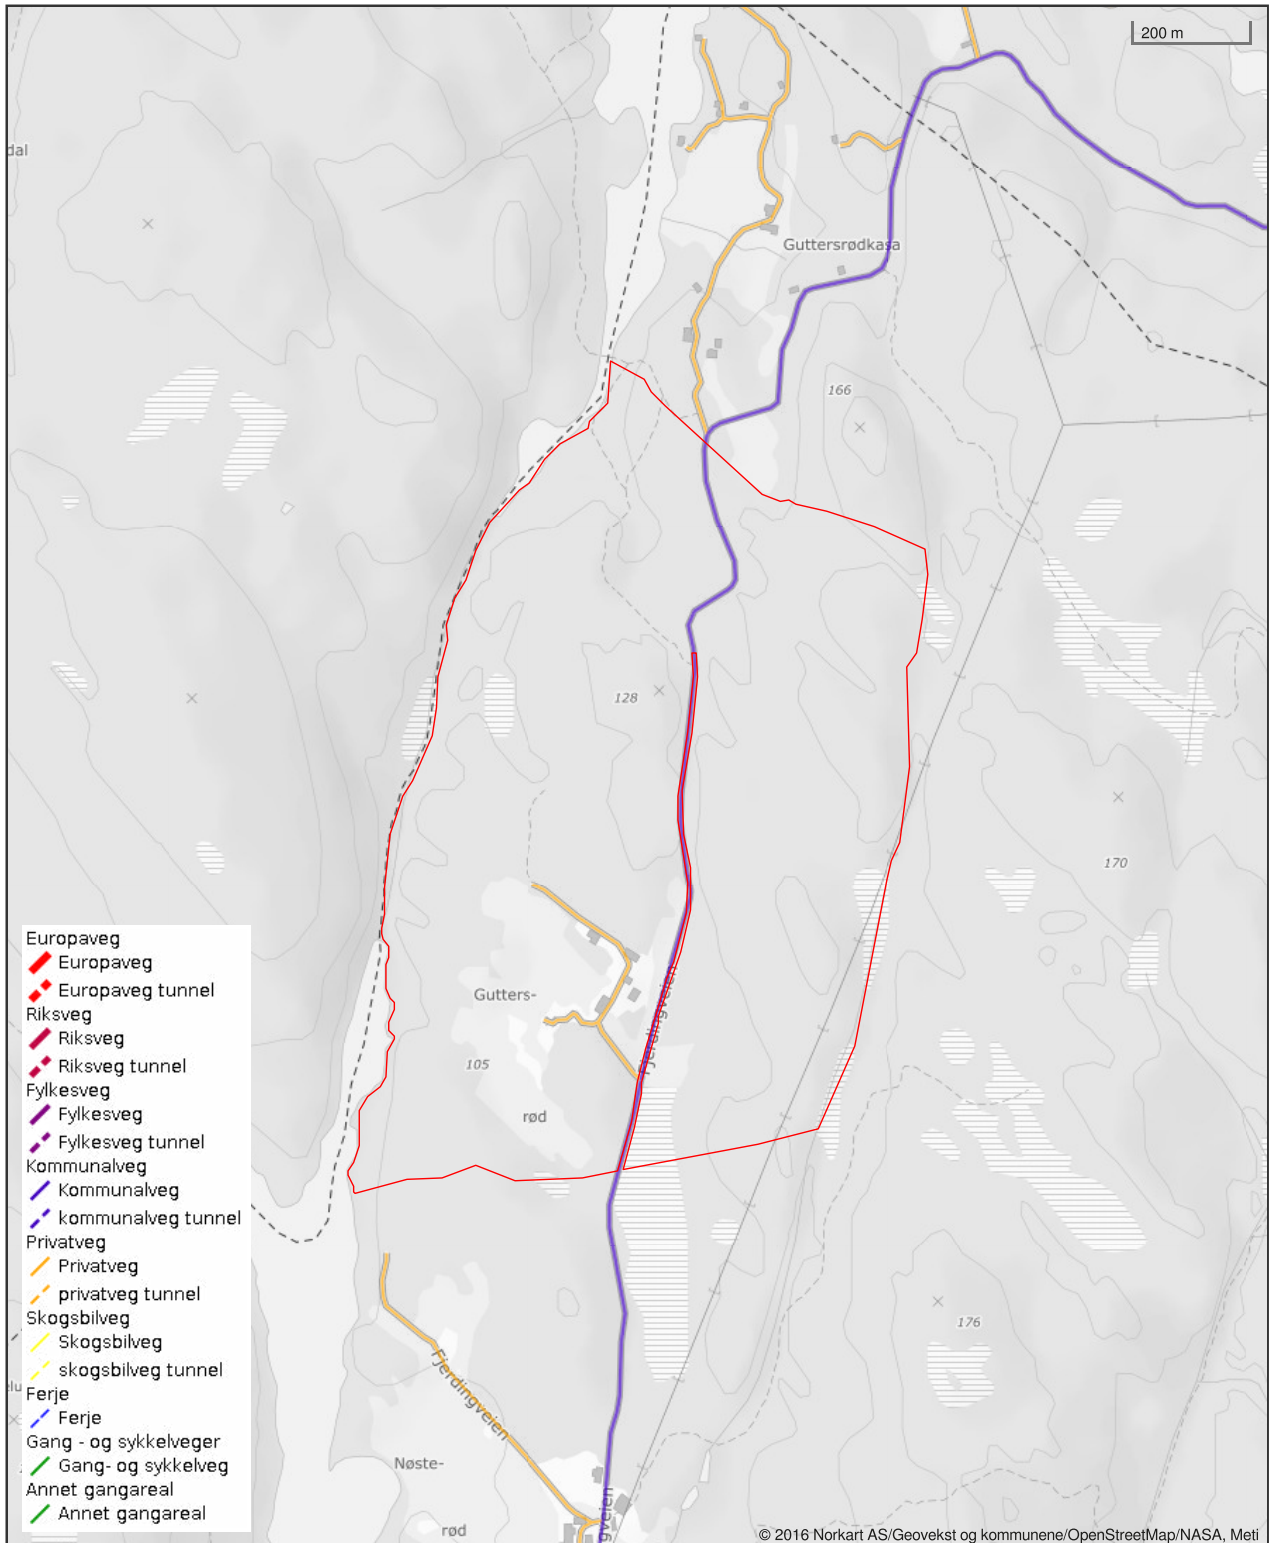 200 m
dal
Guttersrødkasa
166
128
170
Gutters-
Fjerdingveien
105
rød
176
Fjerdingveien
Nøste-
rød
gveien
Europaveg
Europaveg
Europaveg tunnel
Riksveg
Riksveg
Riksveg tunnel
Fylkesveg
Fylkesveg
Fylkesveg tunnel
Kommunalveg
Kommunalveg
kommunalveg tunnel
Privatveg
Privatveg
privatveg tunnel
Skogsbilveg
Skogsbilveg
skogsbilveg tunnel
Ferje
Ferje
Gang - og sykkelveger
Gang- og sykkelveg
Annet gangareal
Annet gangareal
© 2016 Norkart AS/Geovekst og kommunene/OpenStreetMap/NASA, Meti